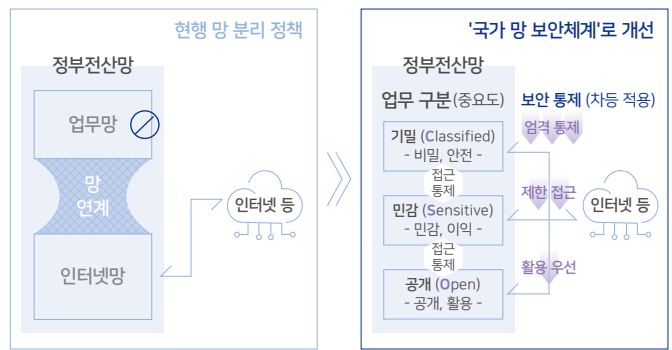 현행 망 분리 정책
정부전산망
업무망
망
연계
인터넷망
인터넷 등
'국가 망 보안체계'로 개선
정부전산망
업무 구분(중요도)
보안 통제 (차등 적용)
기밀 (Classified)
- 비밀, 안전 -
엄격 통제
접근
통제
민감 (Sensitive)
- 민감, 이익 -
제한 접근
인터넷 등
접근
통제
공개 (Open)
- 공개, 활용 -
활용 우선